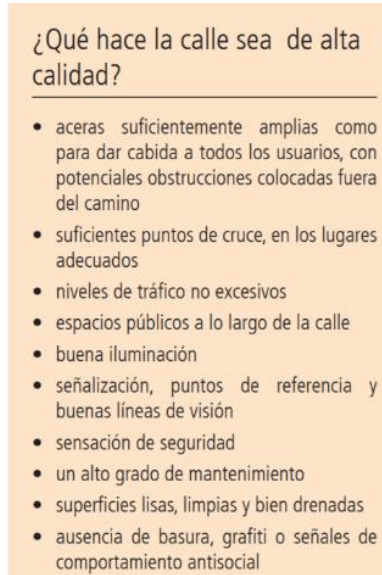 ¿Qué hace la calle sea de alta
calidad?
• aceras suficientemente amplias como
para dar cabida a todos los usuarios, con
potenciales obstrucciones colocadas fuera
del camino
• suficientes puntos de cruce, en los lugares
adecuados
• niveles de tráfico no excesivos
• espacios públicos a lo largo de la calle
• buena iluminación
• señalización, puntos de referencia y
buenas líneas de visión
• sensación de seguridad
• un alto grado de mantenimiento
• superficies lisas, limpias y bien drenadas
• ausencia de basura, grafiti o señales de
comportamiento antisocial